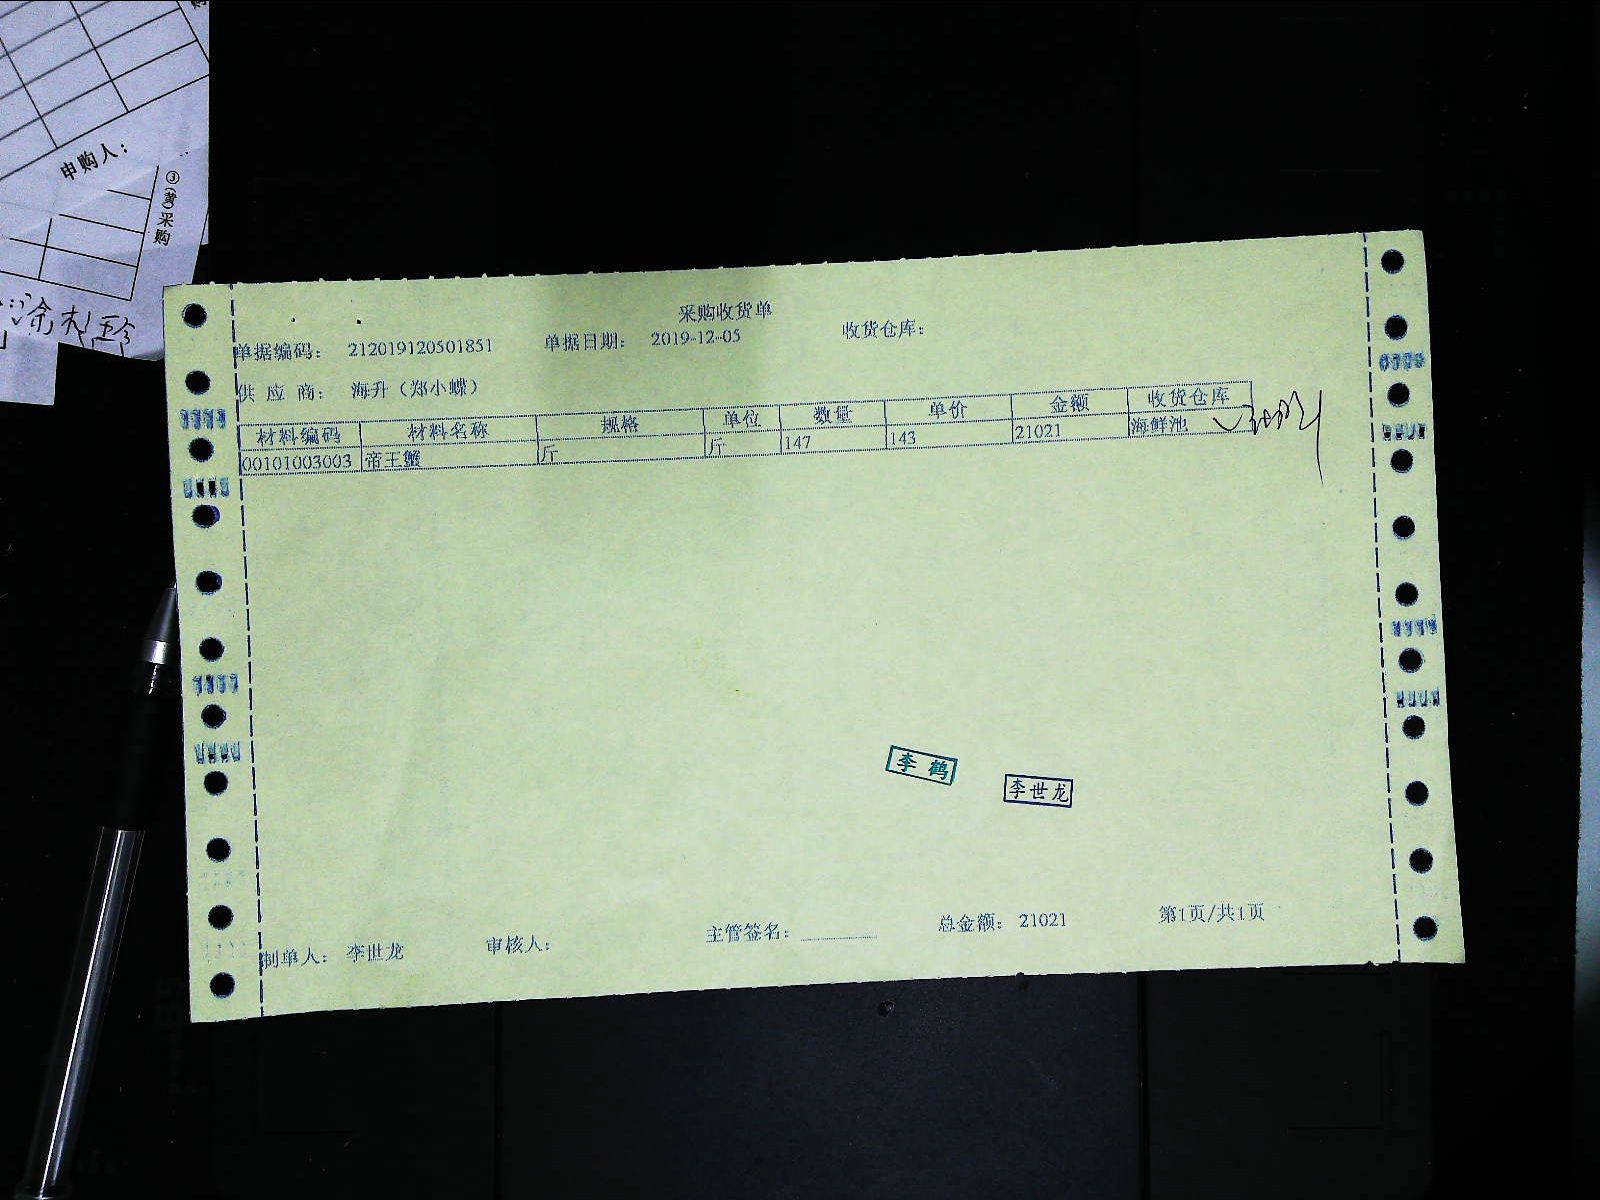 申购人：
③(黄)采购
采购收货单
单据编码： 212019120501851 单据日期： 2019-12-05 收货仓库：
供 应 商： 海升（郑小蝶）
材料编码 材料名称 规格 单位 数量 单价 金额 收货仓库
00101003003 帝王蟹 斤 斤 147 143 21021 海鲜池
李 鹤
李世龙
制单人： 李世龙 审核人： 主管签名： 总金额： 21021 第1页/共1页